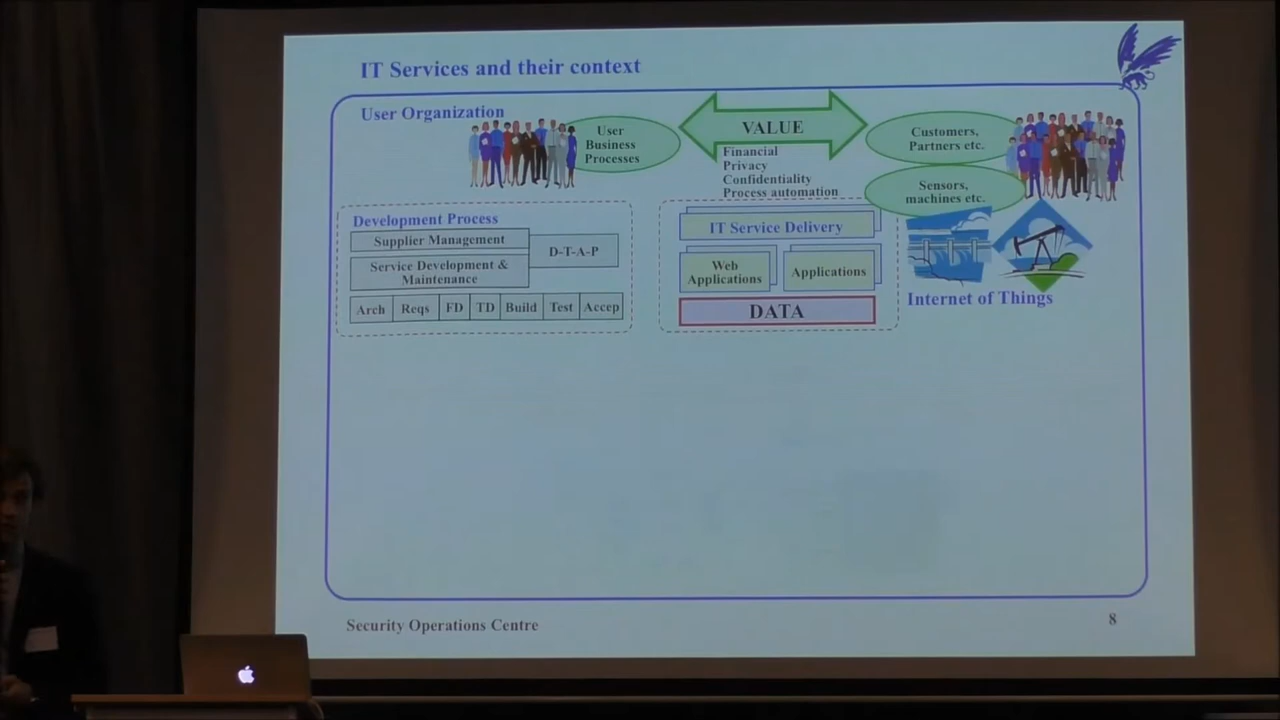 IT Services and their context
User Organization
User
Business
Processes
VALUE
Financial
Privacy
Confidentiality
Process automation
Customers,
Partners etc.
Sensors,
machines etc.
Internet of Things
Development Process
Supplier Management
Service Development &
Maintenance
D-T-A-P
Arch Reqs FD TD Build Test Accep
IT Service Delivery
Web
Applications
Applications
DATA
Security Operations Centre
8